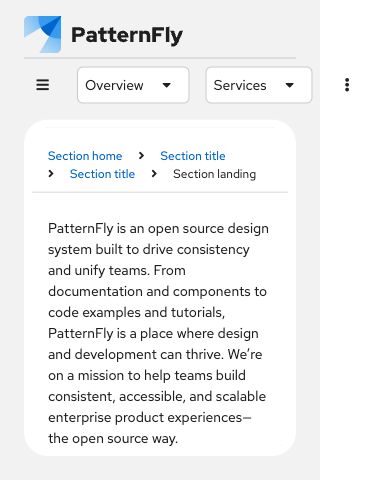 PatternFly
Overview Services
Section home Section title
Section title Section landing
PatternFly is an open source design
system built to drive consistency
and unify teams. From
documentation and components to
code examples and tutorials,
PatternFly is a place where design
and development can thrive. We’re
on a mission to help teams build
consistent, accessible, and scalable
enterprise product experiences—
the open source way.